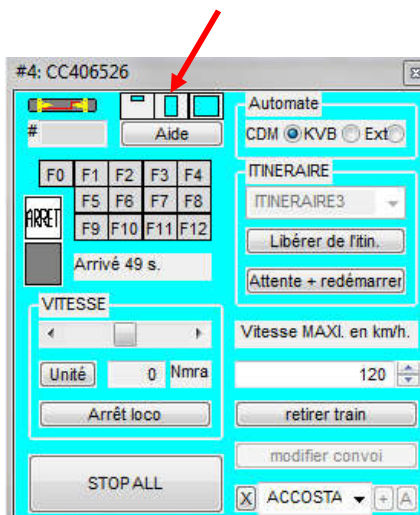 #4: CC406526
#
Aide
Automate
CDM KVB Ext
F0 F1 F2 F3 F4
F5 F6 F7 F8
F9 F10 F11 F12
ARRET
Arrivé 49 s.
ITINERAIRE
ITINERAIRE3
Libérer de l'itin.
Attente + redémarrer
VITESSE
Unité 0 Nmra
Arrêt loco
STOP ALL
Vitesse MAXI. en km/h.
120
retirer train
modifier convoi
X ACCOSTA + A